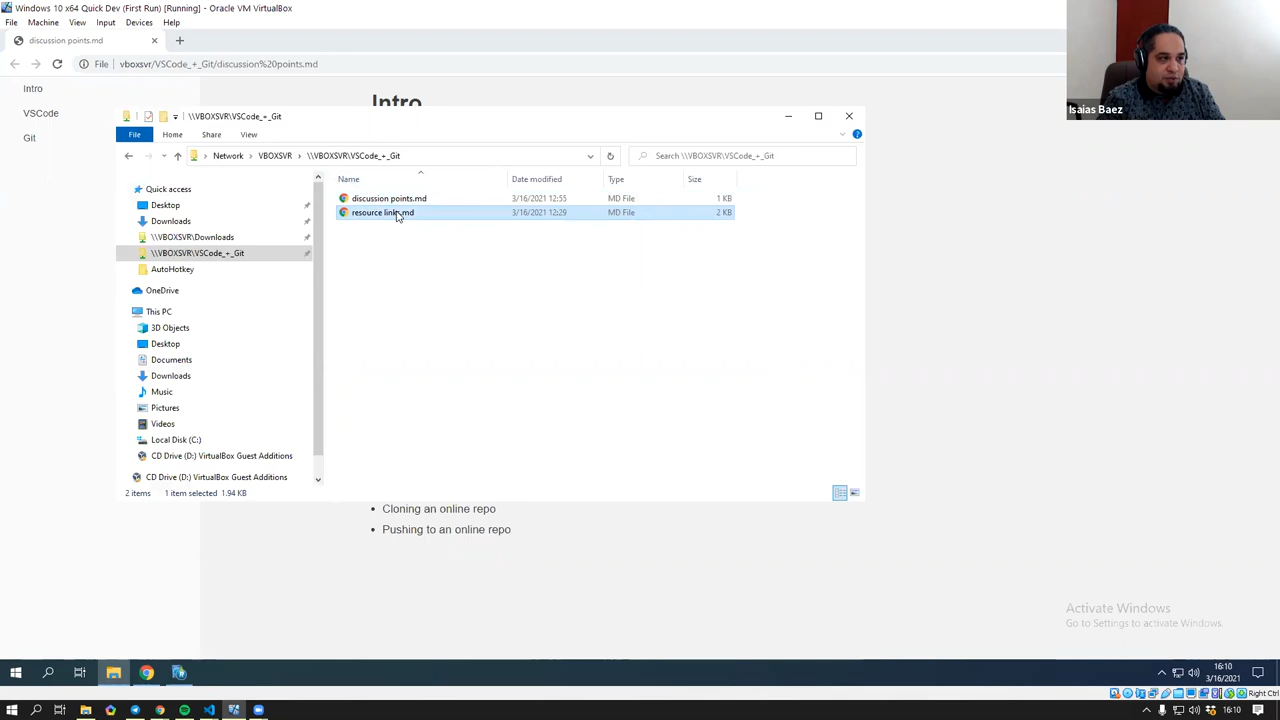 Windows 10 x64 Quick Dev (First Run) [Running] - Oracle VM VirtualBox
File Machine View Input Devices Help
discussion points.md
File vboxsvr/VSCode_+_Git/discussion%20points.md
Isaias Baez
Intro
VSCode
Git
Intro
\\VBOXSVR\VSCode_+_Git
File Home Share View
Network VBOXSVR \\VBOXSVR\VSCode_+_Git
Search \\VBOXSVR\VSCode_+_Git
Name Date modified Type Size
discussion points.md 3/16/2021 12:55 MD File 1 KB
resource links.md 3/16/2021 12:29 MD File 2 KB
Quick access
Desktop
Downloads
\\VBOXSVR\Downloads
\\VBOXSVR\VSCode_+_Git
AutoHotkey
OneDrive
This PC
3D Objects
Desktop
Documents
Downloads
Music
Pictures
Videos
Local Disk (C:)
CD Drive (D:) VirtualBox Guest Additions
CD Drive (D:) VirtualBox Guest Additions
2 items 1 item selected 1.94 KB
• Cloning an online repo
• Pushing to an online repo
Activate Windows
Go to Settings to activate Windows.
16:10
3/16/2021
Right Ctrl
16:10